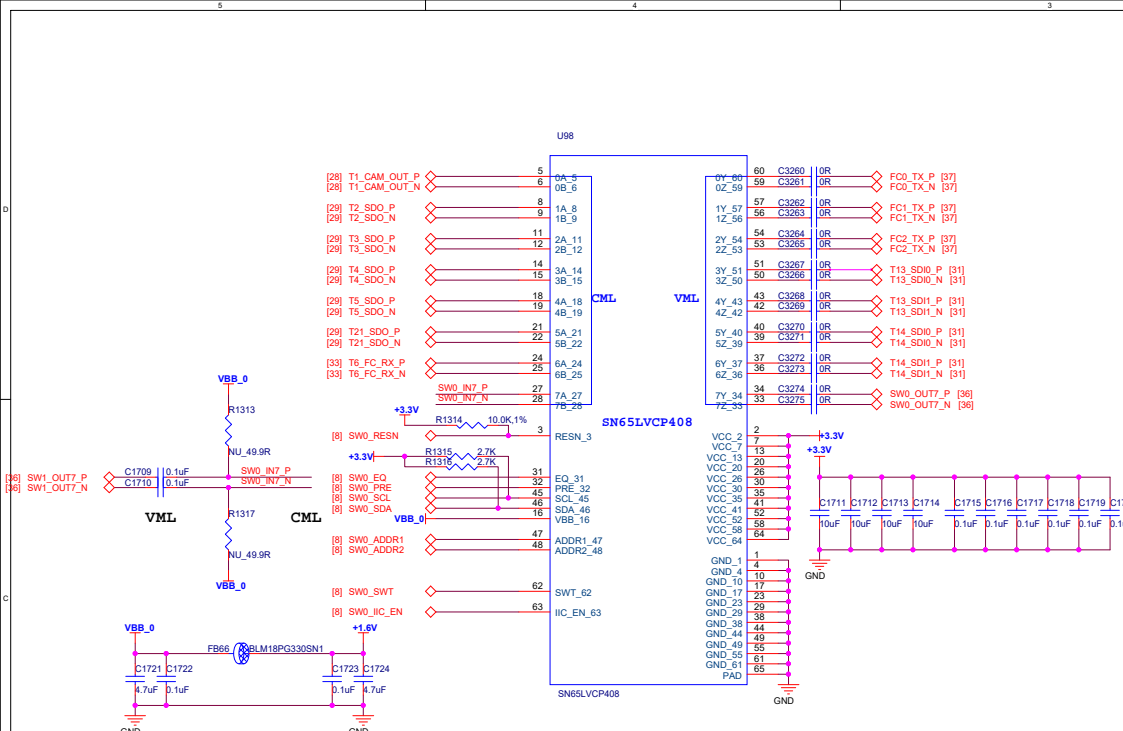 5 4 3
U98
[28] T1_CAM_OUT_P 5 0A_5 0Y_60 60 C3260 0R FC0_TX_P [37]
[28] T1_CAM_OUT_N 6 0B_6 0Z_59 59 C3261 0R FC0_TX_N [37]
D
[29] T2_SDO_P 8 1A_8 1Y_57 57 C3262 0R FC1_TX_P [37]
[29] T2_SDO_N 9 1B_9 1Z_56 56 C3263 0R FC1_TX_N [37]
[29] T3_SDO_P 11 2A_11 2Y_54 54 C3264 0R FC2_TX_P [37]
[29] T3_SDO_N 12 2B_12 2Z_53 53 C3265 0R FC2_TX_N [37]
[29] T4_SDO_P 14 3A_14 3Y_51 51 C3267 0R T13_SDI0_P [31]
[29] T4_SDO_N 15 3B_15 3Z_50 50 C3266 0R T13_SDI0_N [31]
CML VML
[29] T5_SDO_P 18 4A_18 4Y_43 43 C3268 0R T13_SDI1_P [31]
[29] T5_SDO_N 19 4B_19 4Z_42 42 C3269 0R T13_SDI1_N [31]
[29] T21_SDO_P 21 5A_21 5Y_40 40 C3270 0R T14_SDI0_P [31]
[29] T21_SDO_N 22 5B_22 5Z_39 39 C3271 0R T14_SDI0_N [31]
[33] T6_FC_RX_P 24 6A_24 6Y_37 37 C3272 0R T14_SDI1_P [31]
[33] T6_FC_RX_N 25 6B_25 6Z_36 36 C3273 0R T14_SDI1_N [31]
SW0_IN7_P 27 7A_27 7Y_34 34 C3274 0R SW0_OUT7_P [36]
SW0_IN7_N 28 7B_28 7Z_33 33 C3275 0R SW0_OUT7_N [36]
SN65LVCP408
+3.3V R1314 10.0K,1%
[8] SW0_RESN 3 RESN_3
+3.3V R1315 2.7K
R1316 2.7K
[8] SW0_EQ 31 EQ_31
[8] SW0_PRE 32 PRE_32
[8] SW0_SCL 45 SCL_45
[8] SW0_SDA 46 SDA_46
VBB_0 16 VBB_16
[8] SW0_ADDR1 47 ADDR1_47
[8] SW0_ADDR2 48 ADDR2_48
[8] SW0_SWT 62 SWT_62
[8] SW0_IIC_EN 63 IIC_EN_63
VCC_2 2 +3.3V
VCC_7 7
VCC_13 13
VCC_20 20
VCC_26 26
VCC_30 30
VCC_35 35
VCC_41 41
VCC_52 52
VCC_58 58
VCC_64 64
GND_1 1
GND_4 4
GND_10 10
GND_17 17
GND_23 23
GND_29 29
GND_38 38
GND_44 44
GND_49 49
GND_55 55
GND_61 61
PAD 65
GND
SN65LVCP408
+3.3V
C1711 C1712 C1713 C1714 C1715 C1716 C1717 C1718 C1719
10uF 10uF 10uF 10uF 0.1uF 0.1uF 0.1uF 0.1uF 0.1uF
GND
VBB_0
R1313
NU_49.9R
[36] SW1_OUT7_P C1709 0.1uF SW0_IN7_P
[36] SW1_OUT7_N C1710 0.1uF SW0_IN7_N
VML R1317 CML
NU_49.9R
VBB_0
C
VBB_0 +1.6V
FB66 BLM18PG330SN1
C1721 C1722 C1723 C1724
4.7uF 0.1uF 0.1uF 4.7uF
GND GND